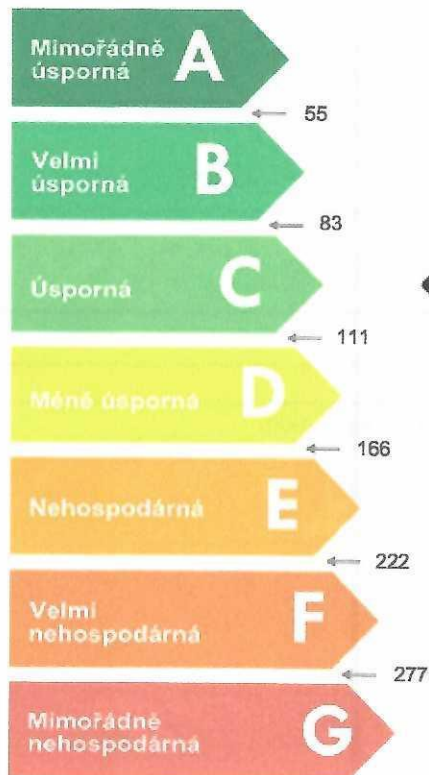 Mimořádně
úsporná
A
55
Velmi
úsporná
B
83
Úsporná
C
111
Méně úsporná
D
166
Nehospodárná
E
222
Velmi
nehospodárná
F
277
Mimořádně
nehospodárná
G